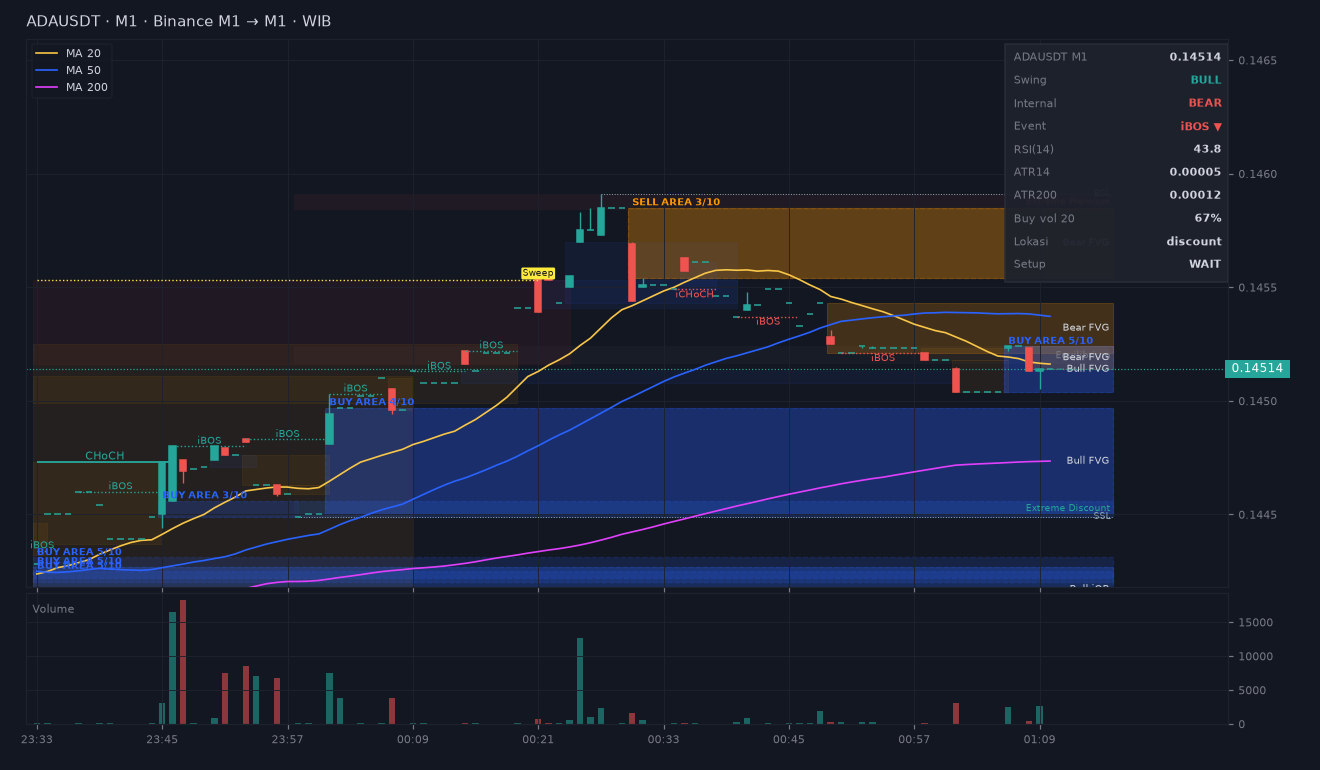 ADAUSDT · M1 · Binance M1 → M1 · WIB
MA 20
MA 50
MA 200
ADAUSDT M1 0.14514
Swing BULL
Internal BEAR
Event iBOS ▼
RSI(14) 43.8
ATR14 0.00005
ATR200 0.00012
Buy vol 20 67%
Lokasi discount
Setup WAIT
0.1465
0.1460
0.1455
0.1450
0.1445
0.14514
SELL AREA 3/10
Sweep
iCHoCH
iBOS
iBOS
iBOS
iBOS
iBOS
BUY AREA 4/10
iBOS
iBOS
CHoCH
iBOS
BUY AREA 3/10
iBOS
BUY AREA 5/10
Bear FVG
BUY AREA 5/10
Bear FVG
Bull FVG
Bull FVG
Extreme Discount
SSL
Volume
15000
10000
5000
0
23:33
23:45
23:57
00:09
00:21
00:33
00:45
00:57
01:09